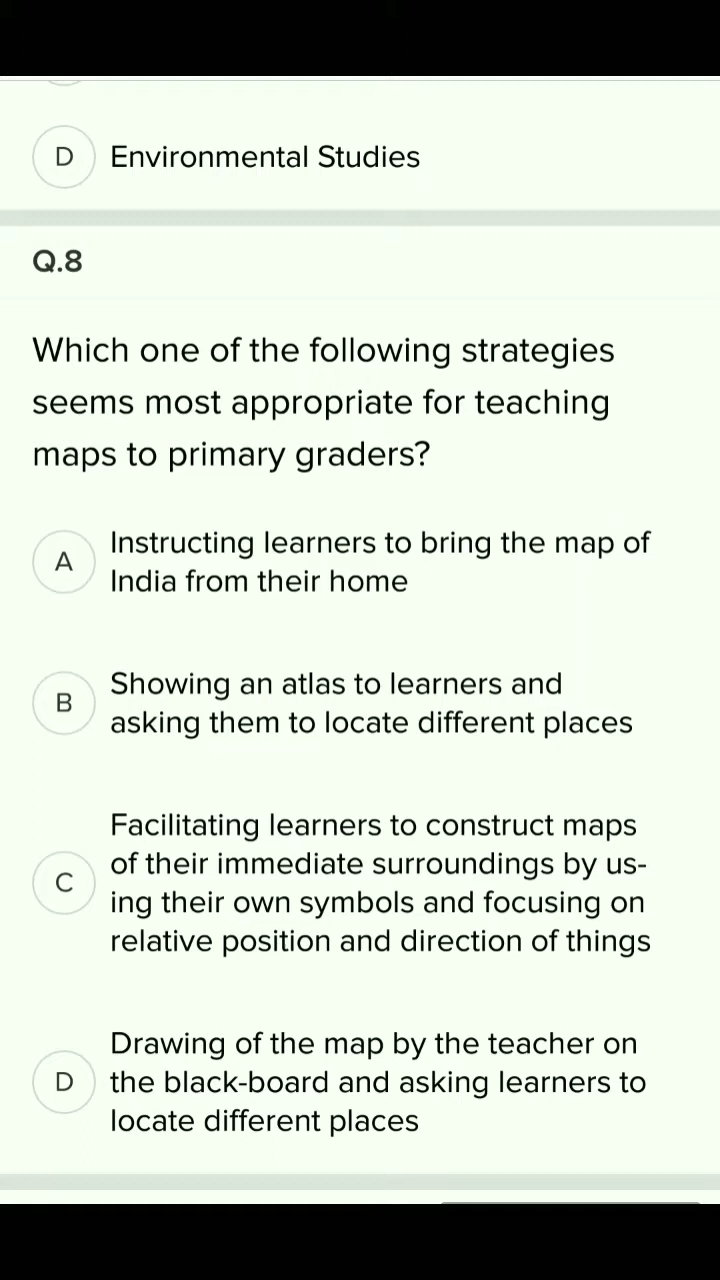 D Environmental Studies
Q.8
Which one of the following strategies
seems most appropriate for teaching
maps to primary graders?
A Instructing learners to bring the map of
India from their home
B Showing an atlas to learners and
asking them to locate different places
C Facilitating learners to construct maps
of their immediate surroundings by us-
ing their own symbols and focusing on
relative position and direction of things
D Drawing of the map by the teacher on
the black-board and asking learners to
locate different places